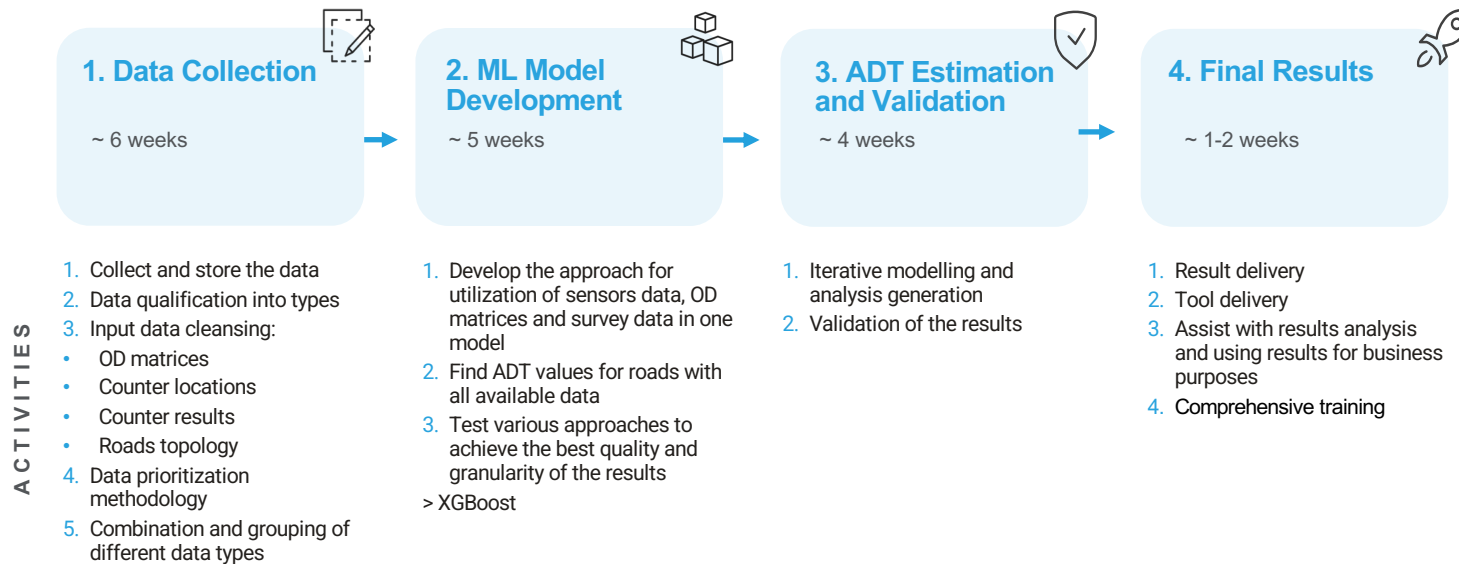 1. Data Collection
~ 6 weeks
2. ML Model
Development
~ 5 weeks
3. ADT Estimation
and Validation
~ 4 weeks
4. Final Results
~ 1-2 weeks
ACTIVITIES
1. Collect and store the data
2. Data qualification into types
3. Input data cleansing:
• OD matrices
• Counter locations
• Counter results
• Roads topology
4. Data prioritization
methodology
5. Combination and grouping of
different data types
1. Develop the approach for
utilization of sensors data, OD
matrices and survey data in one
model
2. Find ADT values for roads with
all available data
3. Test various approaches to
achieve the best quality and
granularity of the results
> XGBoost
1. Iterative modelling and
analysis generation
2. Validation of the results
1. Result delivery
2. Tool delivery
3. Assist with results analysis
and using results for business
purposes
4. Comprehensive training